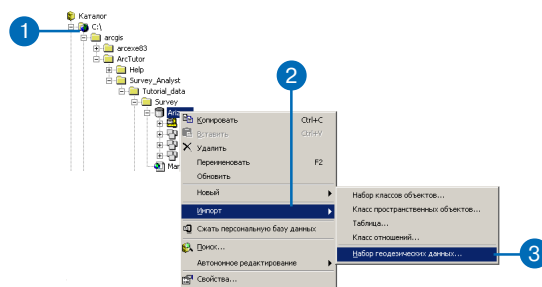 Каталог
1
C:\
arcgis
arcexe83
ArcTutor
Help
Survey_Analyst
Tutorial_data
Survey
2
Копировать Ctrl+C
Вставить Ctrl+V
Удалить
Переименовать F2
Обновить
Новый
Импорт
Сжать персональную базу данных
Поиск...
Автономное редактирование
Свойства...
Набор классов объектов...
Класс пространственных объектов...
Таблица...
Класс отношений...
Набор геодезических данных...
3